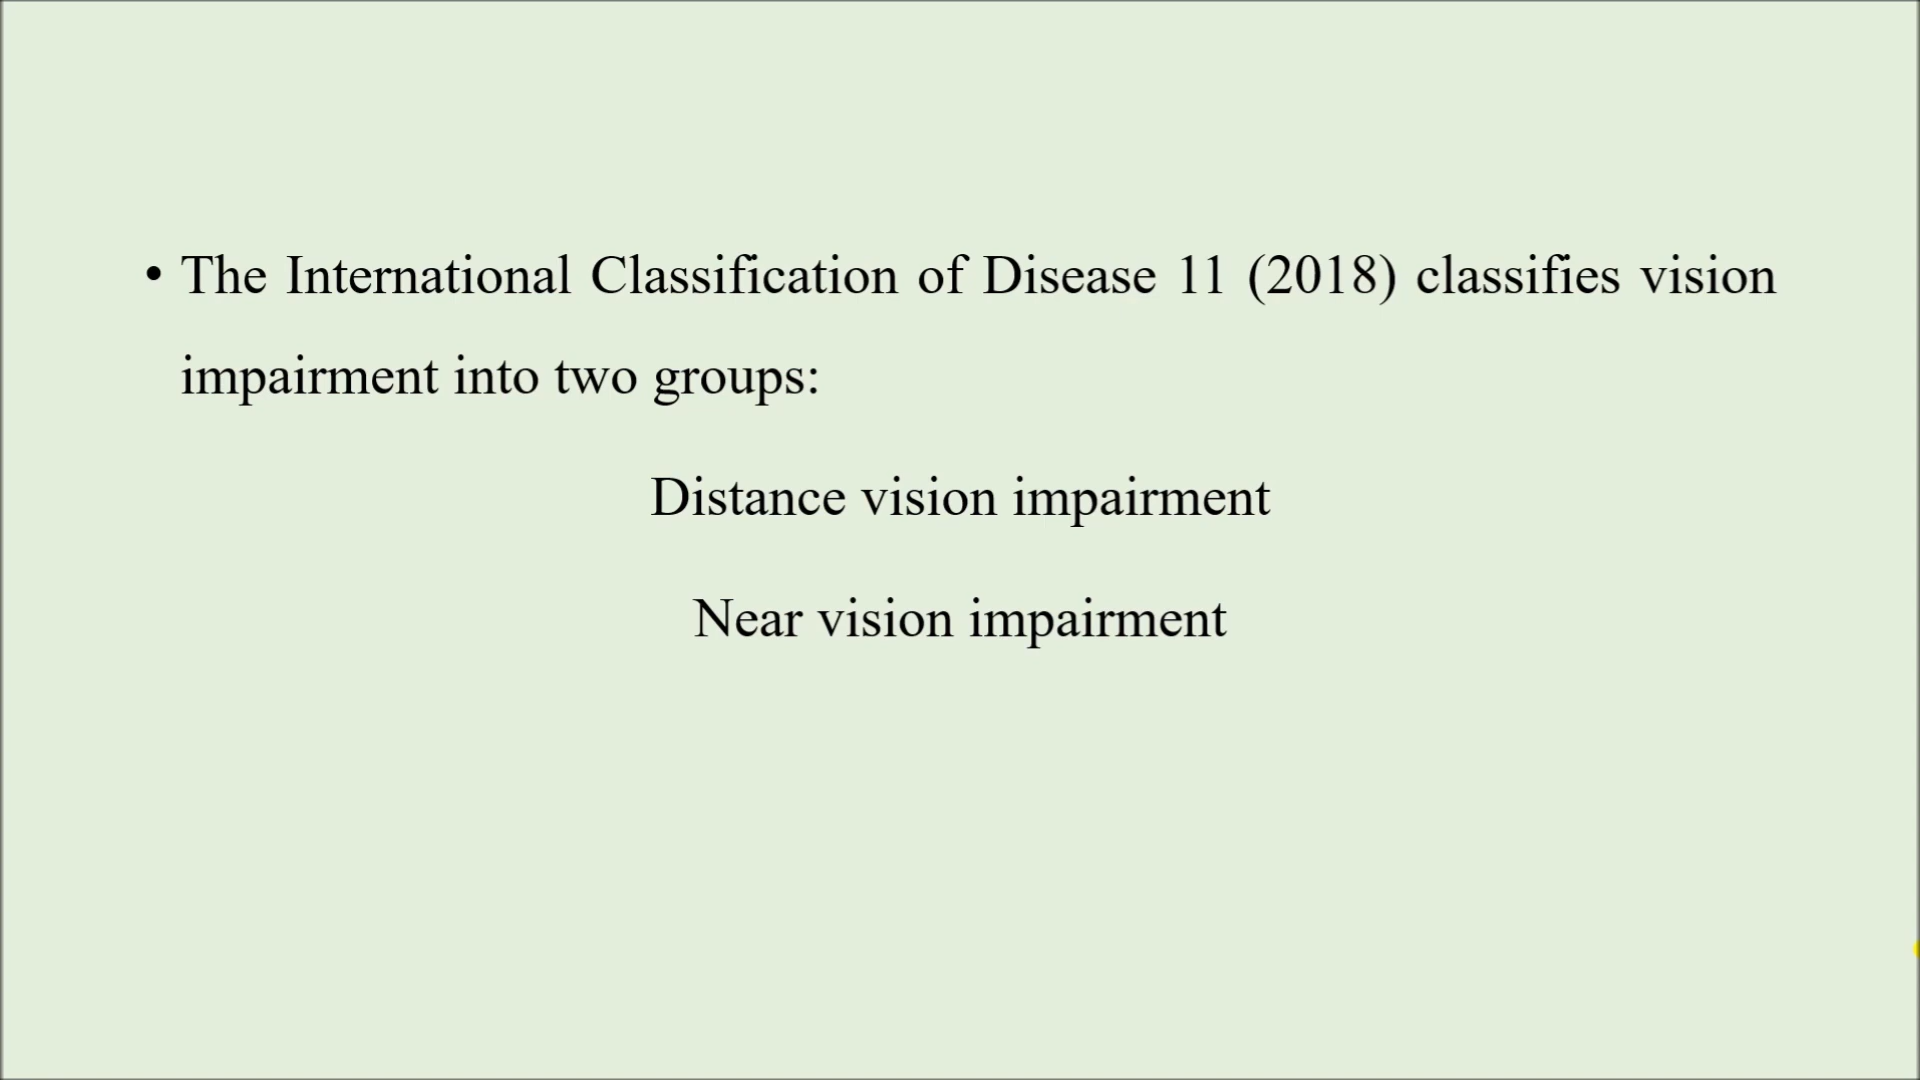 • The International Classification of Disease 11 (2018) classifies vision
impairment into two groups:
Distance vision impairment
Near vision impairment